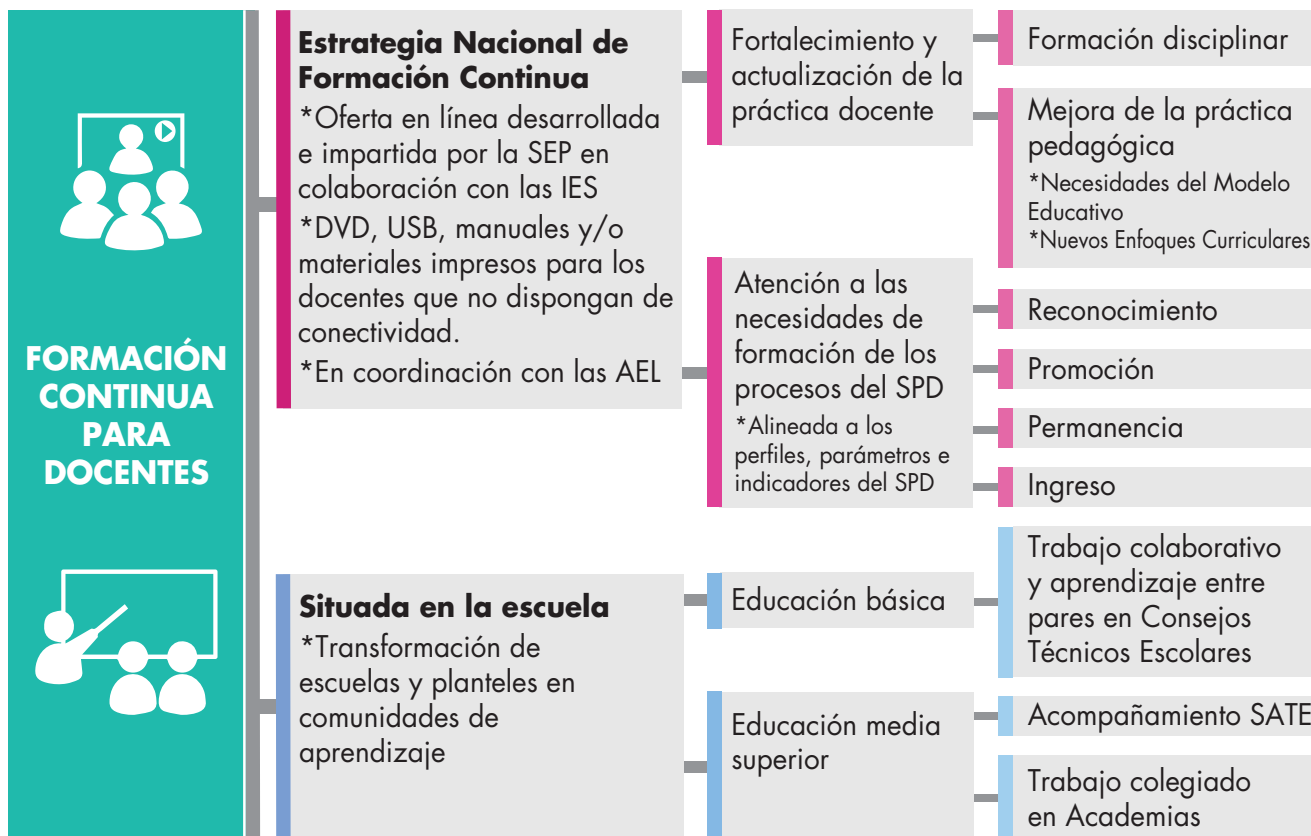 FORMACIÓN
CONTINUA
PARA
DOCENTES
Estrategia Nacional de
Formación Continua
*Oferta en línea desarrollada
e impartida por la SEP en
colaboración con las IES
*DVD, USB, manuales y/o
materiales impresos para los
docentes que no dispongan de
conectividad.
*En coordinación con las AEL
Fortalecimiento y
actualización de la
práctica docente
Formación disciplinar
Mejora de la práctica
pedagógica
*Necesidades del Modelo
Educativo
*Nuevos Enfoques Curriculares
Atención a las
necesidades de
formación de los
procesos del SPD
*Alineada a los
perfiles, parámetros e
indicadores del SPD
Reconocimiento
Promoción
Permanencia
Ingreso
Situada en la escuela
*Transformación de
escuelas y planteles en
comunidades de
aprendizaje
Educación básica
Trabajo colaborativo
y aprendizaje entre
pares en Consejos
Técnicos Escolares
Educación media
superior
Acompañamiento SATE
Trabajo colegiado
en Academias